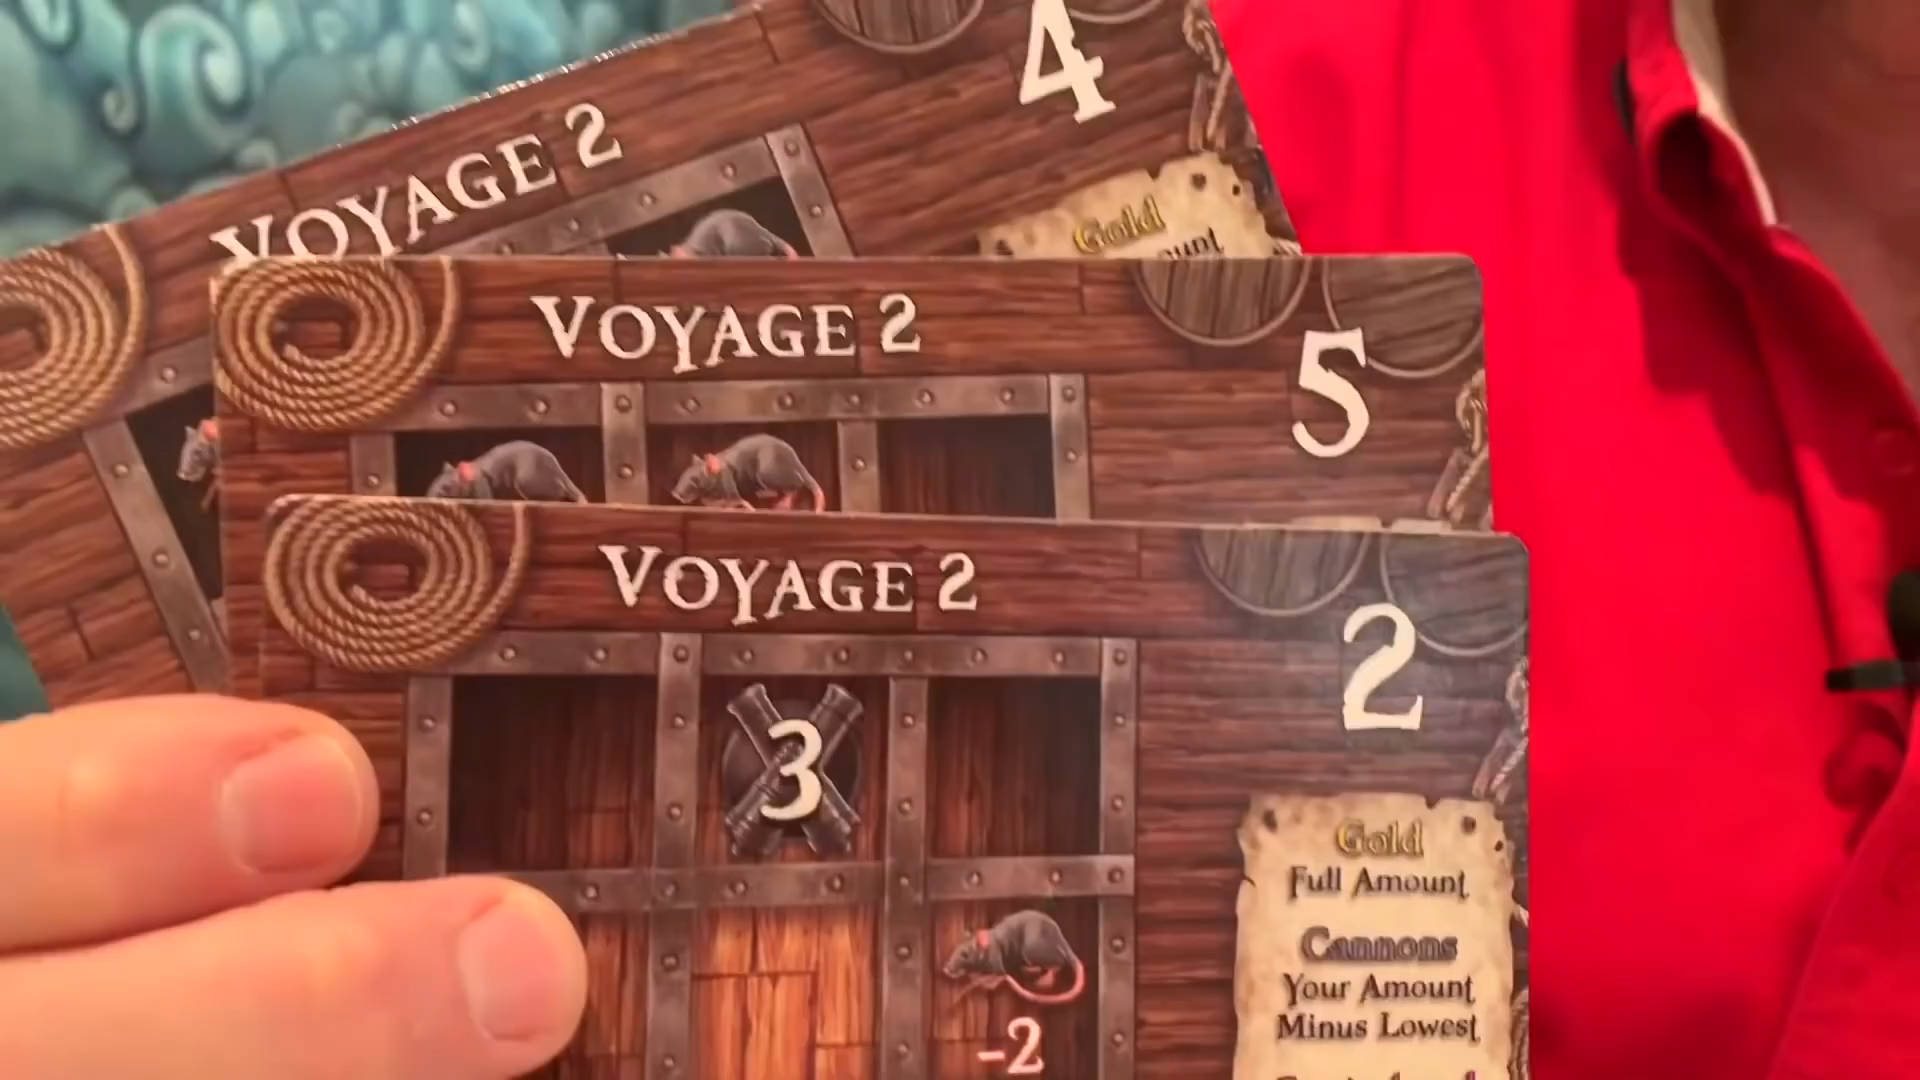 VOYAGE 2
4
Gold
VOYAGE 2
5
VOYAGE 2
2
3
-2
Gold
Full Amount
Cannons
Your Amount
Minus Lowest